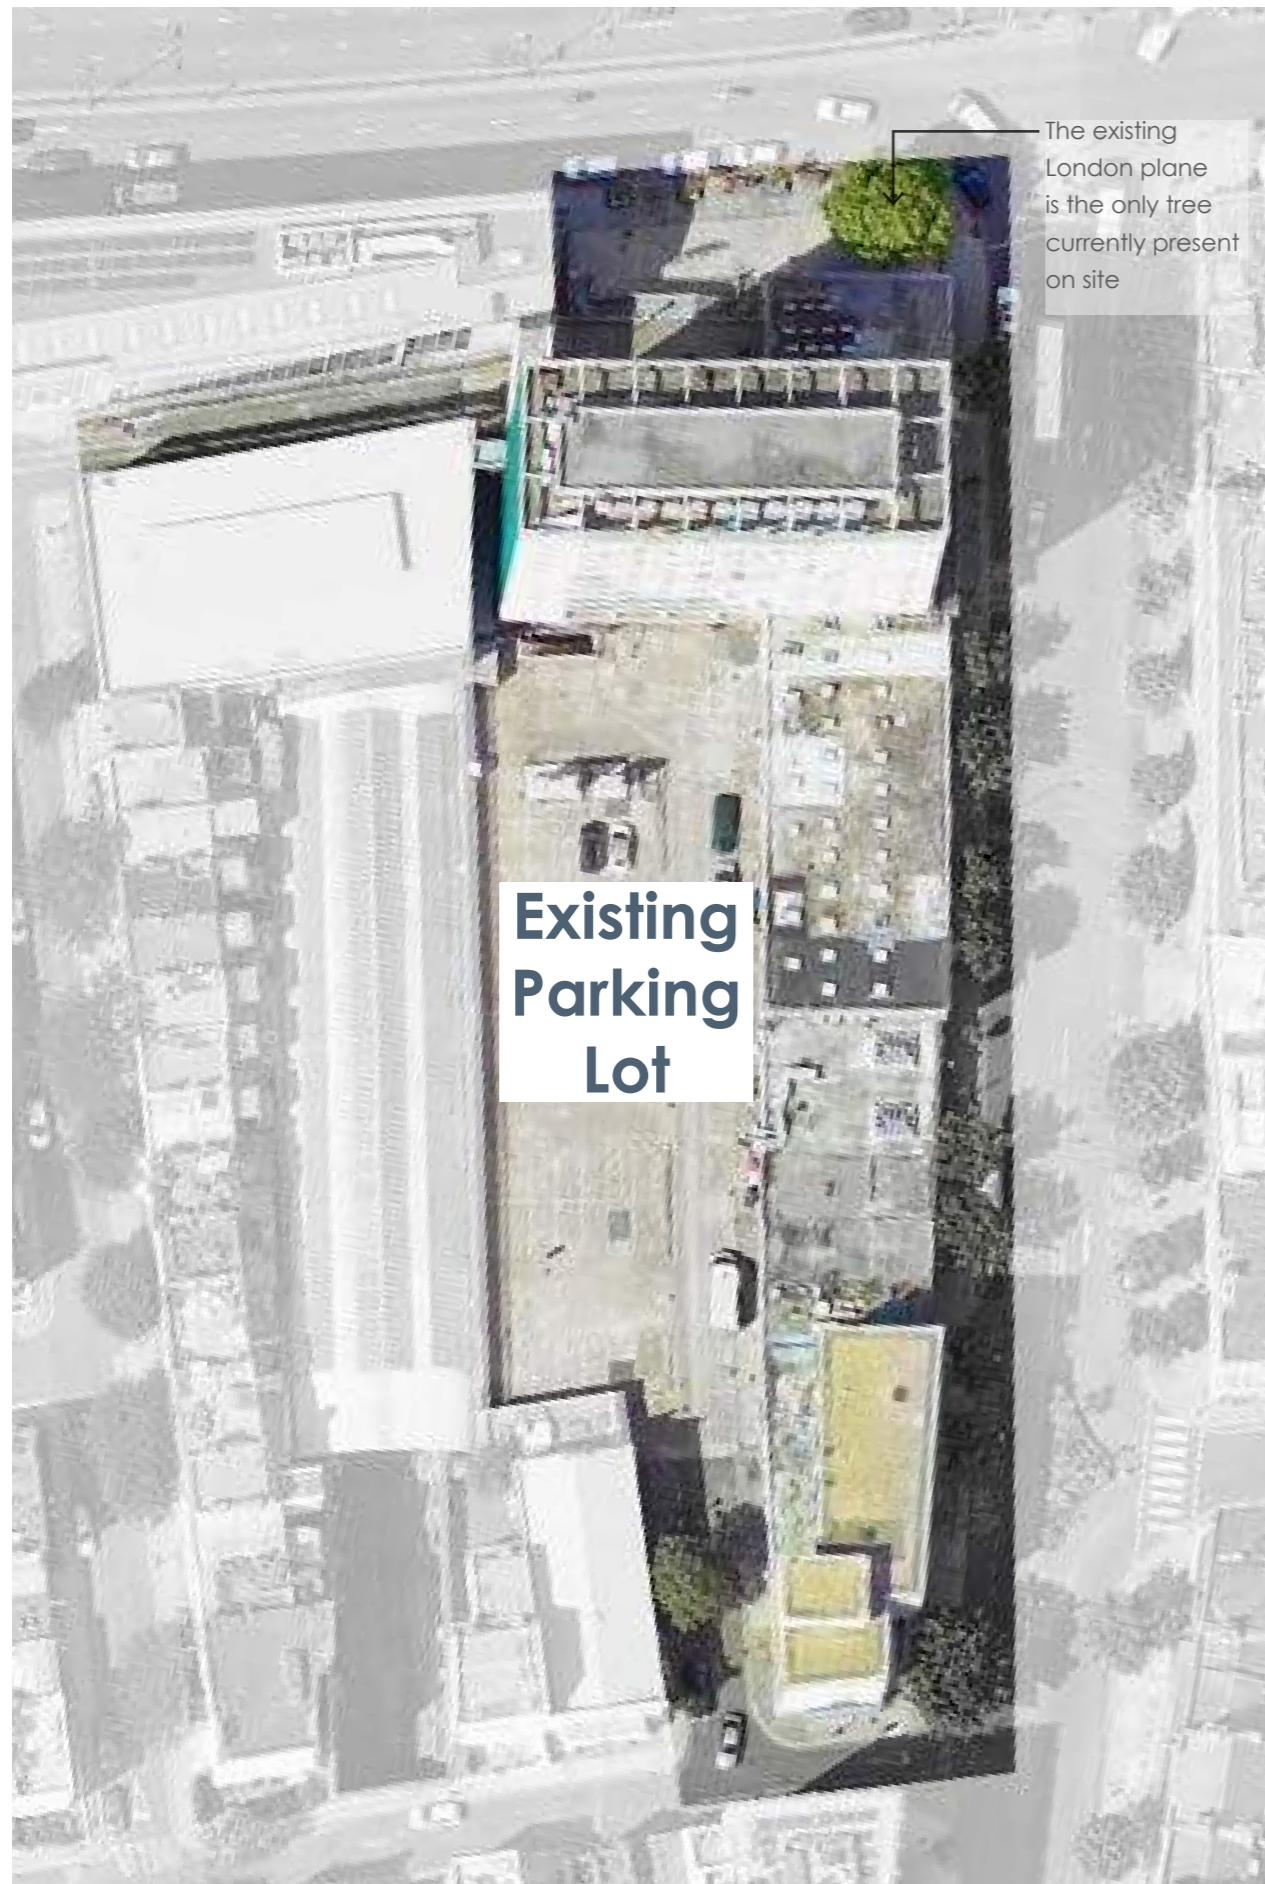 The existing
London plane
is the only tree
currently present
on site
Existing
Parking
Lot